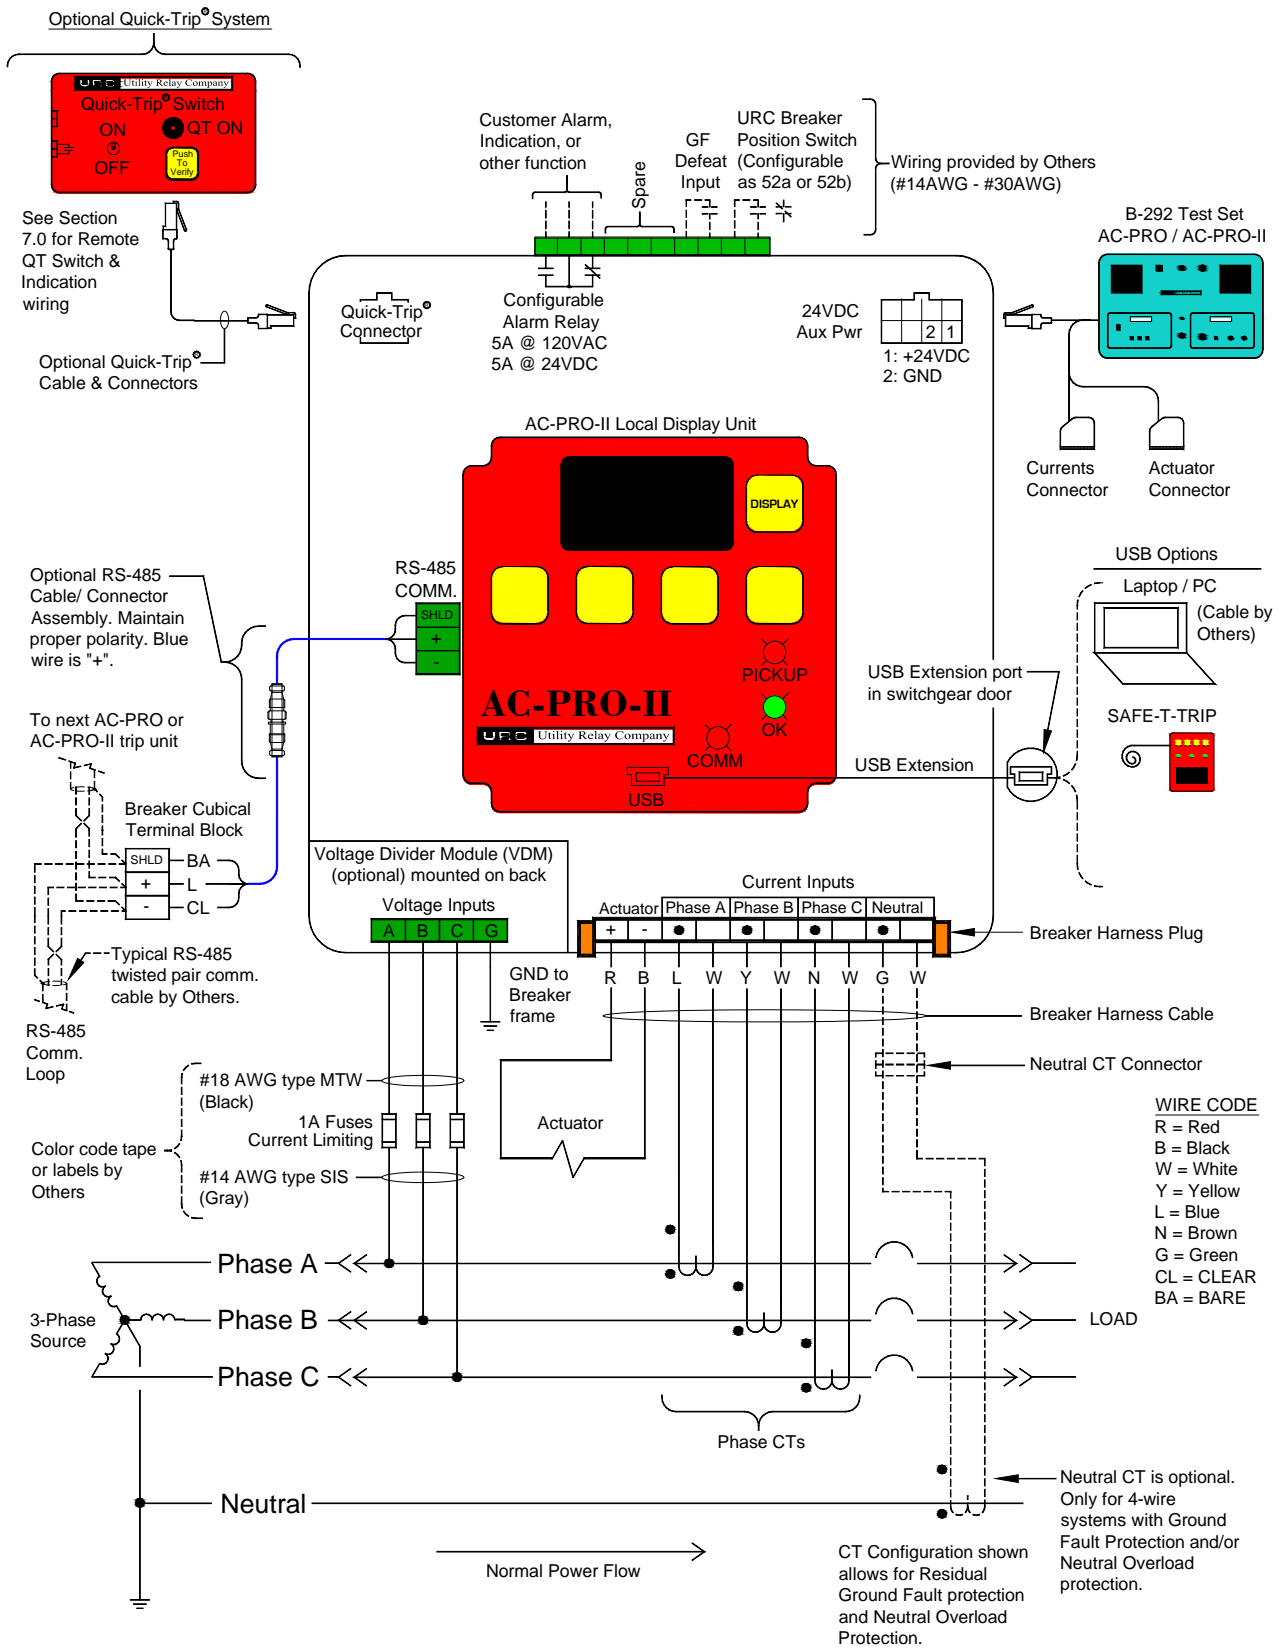 Optional Quick-Trip® System
URC Utility Relay Company
Quick-Trip® Switch
ON
QT ON
OFF
Push
To
Verify
See Section
7.0 for Remote
QT Switch &
Indication
wiring
Optional Quick-Trip®
Cable & Connectors
Customer Alarm,
Indication, or
other function
Spare
GF
Defeat
Input
URC Breaker
Position Switch
(Configurable
as 52a or 52b)
Wiring provided by Others
(#14AWG - #30AWG)
B-292 Test Set
AC-PRO / AC-PRO-II
Quick-Trip®
Connector
Configurable
Alarm Relay
5A @ 120VAC
5A @ 24VDC
24VDC
Aux Pwr
2 1
1: +24VDC
2: GND
Currents
Connector
Actuator
Connector
AC-PRO-II Local Display Unit
DISPLAY
RS-485
COMM.
SHLD
+
-
PICKUP
OK
COMM
AC-PRO-II
URC Utility Relay Company
USB
Optional RS-485
Cable/ Connector
Assembly. Maintain
proper polarity. Blue
wire is "+".
To next AC-PRO or
AC-PRO-II trip unit
Breaker Cubical
Terminal Block
SHLD BA
+ L
- CL
Typical RS-485
twisted pair comm.
cable by Others.
RS-485
Comm.
Loop
USB Options
Laptop / PC
(Cable by
Others)
USB Extension port
in switchgear door
SAFE-T-TRIP
USB Extension
Voltage Divider Module (VDM)
(optional) mounted on back
Voltage Inputs
A B C G
GND to
Breaker
frame
Current Inputs
Actuator Phase A Phase B Phase C Neutral
+ -
R B L W Y W N W G W
Breaker Harness Plug
Breaker Harness Cable
Neutral CT Connector
#18 AWG type MTW
(Black)
1A Fuses
Current Limiting
#14 AWG type SIS
(Gray)
Color code tape
or labels by
Others
Actuator
WIRE CODE
R = Red
B = Black
W = White
Y = Yellow
L = Blue
N = Brown
G = Green
CL = CLEAR
BA = BARE
3-Phase
Source
Phase A
Phase B
Phase C
LOAD
Phase CTs
Neutral
Normal Power Flow
Neutral CT is optional.
Only for 4-wire
systems with Ground
Fault Protection and/or
Neutral Overload
protection.
CT Configuration shown
allows for Residual
Ground Fault protection
and Neutral Overload
Protection.